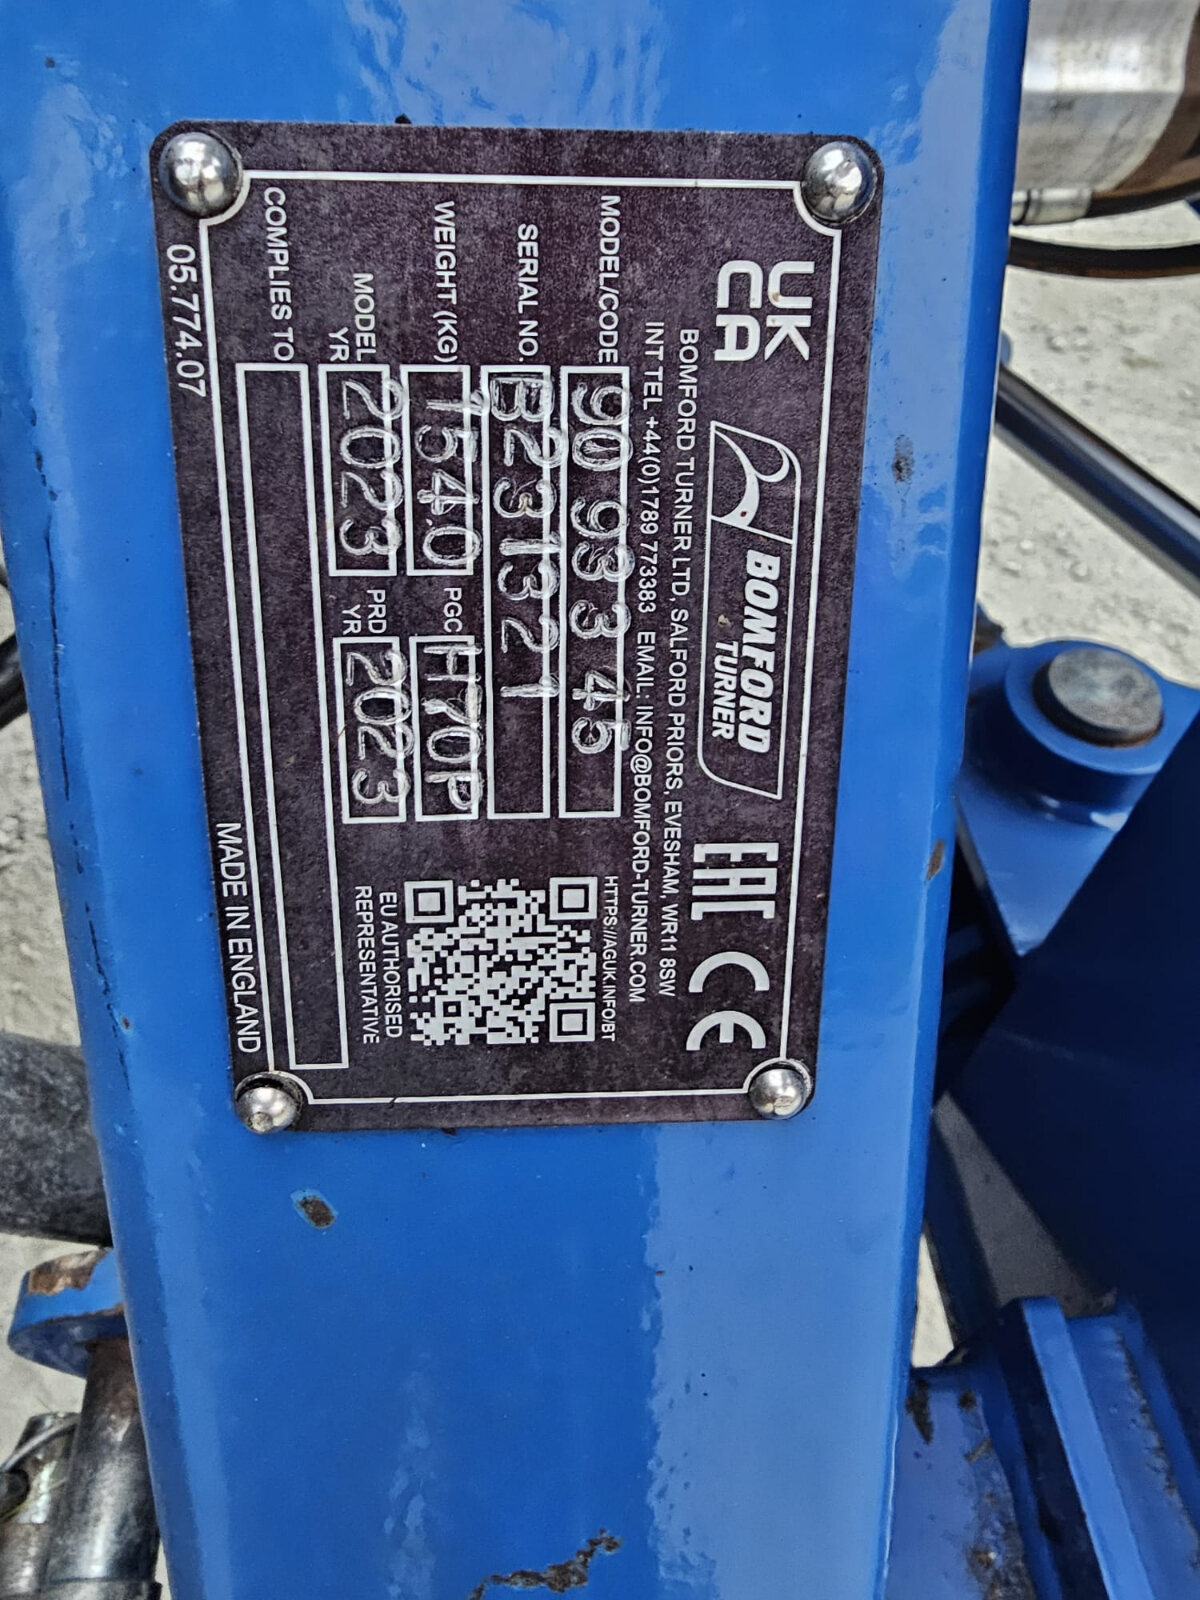 UK
CA
BOMFORD
TURNER
EAC CE
BOMFORD TURNER LTD, SALFORD PRIORS, EVESHAM, WR11 8SW
INT TEL +44(0)1789 773383 EMAIL: INFO@BOMFORD-TURNER.COM
MODEL/CODE 90 93 3 45
HTTPS://AGUK.INFO/BT
SERIAL NO. B231321
WEIGHT (KG) 1540 PGC H70P
MODEL YR 2023 PRD YR 2023
EU AUTHORISED
REPRESENTATIVE
COMPLIES TO
05.774.07 MADE IN ENGLAND